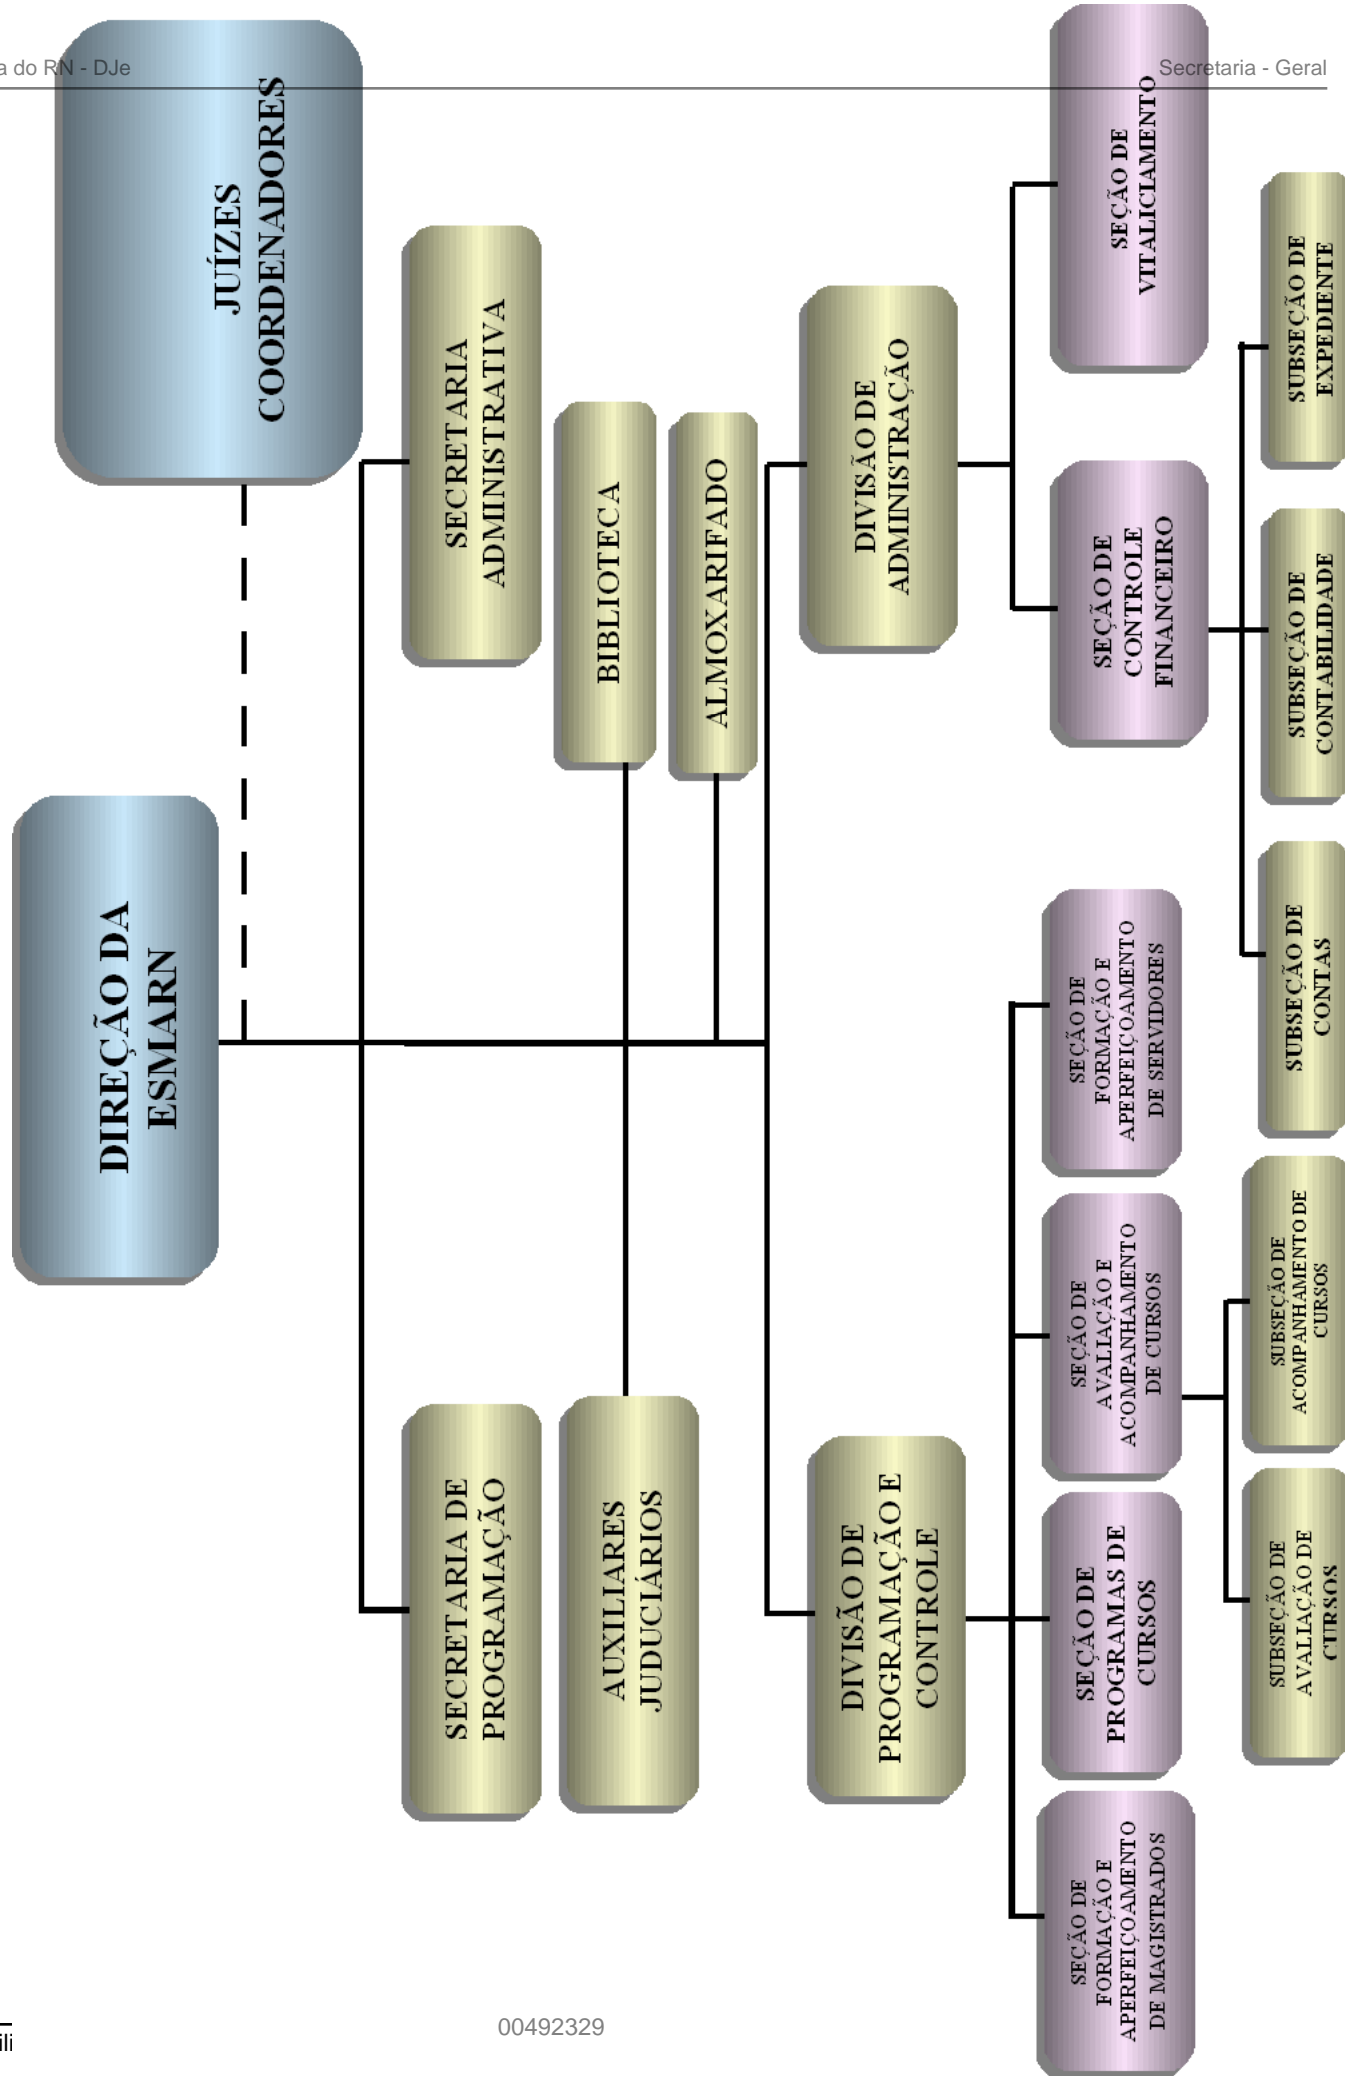 a do RN - DJe
Secretaria - Geral
DIREÇÃO DA
ESMARN
JUÍZES
COORDENADORES
SECRETARIA DE
PROGRAMAÇÃO
SECRETARIA
ADMINISTRATIVA
AUXILIARES
JUDUCIÁRIOS
BIBLIOTECA
ALMOXARIFADO
DIVISÃO DE
PROGRAMAÇÃO E
CONTROLE
DIVISÃO DE
ADMINISTRAÇÃO
SEÇÃO DE
FORMAÇÃO E
APERFEIÇOAMENTO
DE MAGISTRADOS
SEÇÃO DE
PROGRAMAS DE
CURSOS
SEÇÃO DE
AVALIAÇÃO E
ACOMPANHAMENTO
DE CURSOS
SEÇÃO DE
FORMAÇÃO E
APERFEIÇOAMENTO
DE SERVIDORES
SEÇÃO DE
CONTROLE
FINANCEIRO
SEÇÃO DE
VITALICIAMENTO
SUBSEÇÃO DE
AVALIAÇÃO DE
CURSOS
SUBSEÇÃO DE
ACOMPANHAMENTO DE
CURSOS
SUBSEÇÃO DE
CONTAS
SUBSEÇÃO DE
CONTABILIDADE
SUBSEÇÃO DE
EXPEDIENTE
00492329